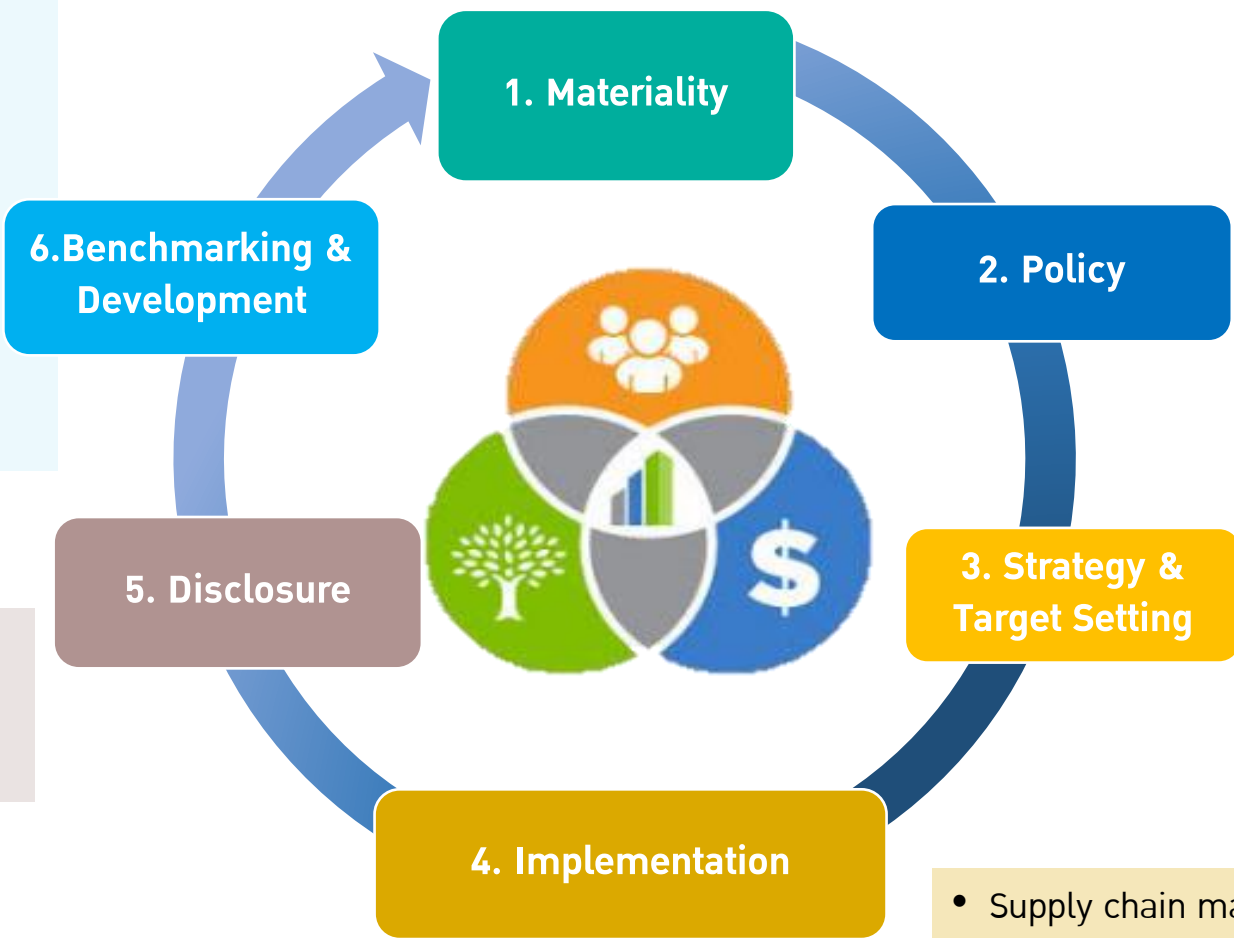 1. Materiality
2. Policy
3. Strategy &
Target Setting
4. Implementation
5. Disclosure
6.Benchmarking &
Development
• Supply chain
$